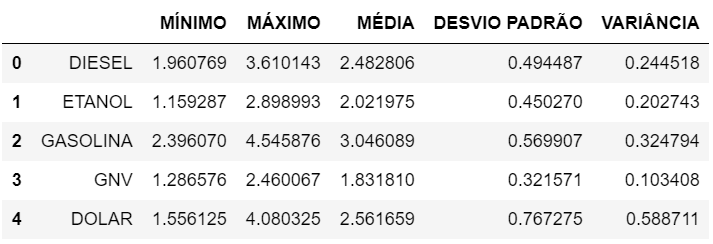 MÍNIMO MÁXIMO MÉDIA DESVIO PADRÃO VARIÂNCIA
0 DIESEL 1.960769 3.610143 2.482806 0.494487 0.244518
1 ETANOL 1.159287 2.898993 2.021975 0.450270 0.202743
2 GASOLINA 2.396070 4.545876 3.046089 0.569907 0.324794
3 GNV 1.286576 2.460067 1.831810 0.321571 0.103408
4 DOLAR 1.556125 4.080325 2.561659 0.767275 0.588711